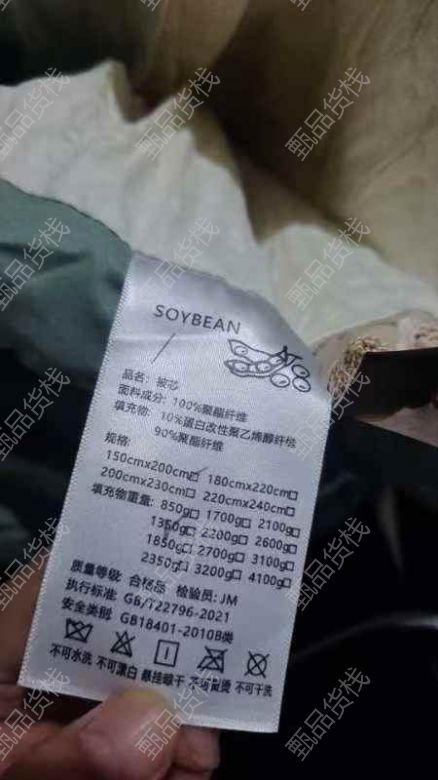 SOYBEAN
品名: 被芯
面料成分: 100%聚酯纤维
填充物: 10%蛋白改性聚乙烯醇纤维
90%聚酯纤维
规格:
150cmx200cm□ 180cmx220cm□
200cmx230cm□ 220cmx240cm□
填充物重量: 850g□ 1700g□ 2100g□
1350g□ 2200g□ 2600g□
1850g□ 2700g□ 3100g□
2350g□ 3200g□ 4100g□
质量等级: 合格品 检验员: JM
执行标准: GB/T22796-2021
安全类别: GB18401-2010B类
不可水洗 不可漂白 悬挂晾干 不可熨烫 不可干洗
甄品货栈